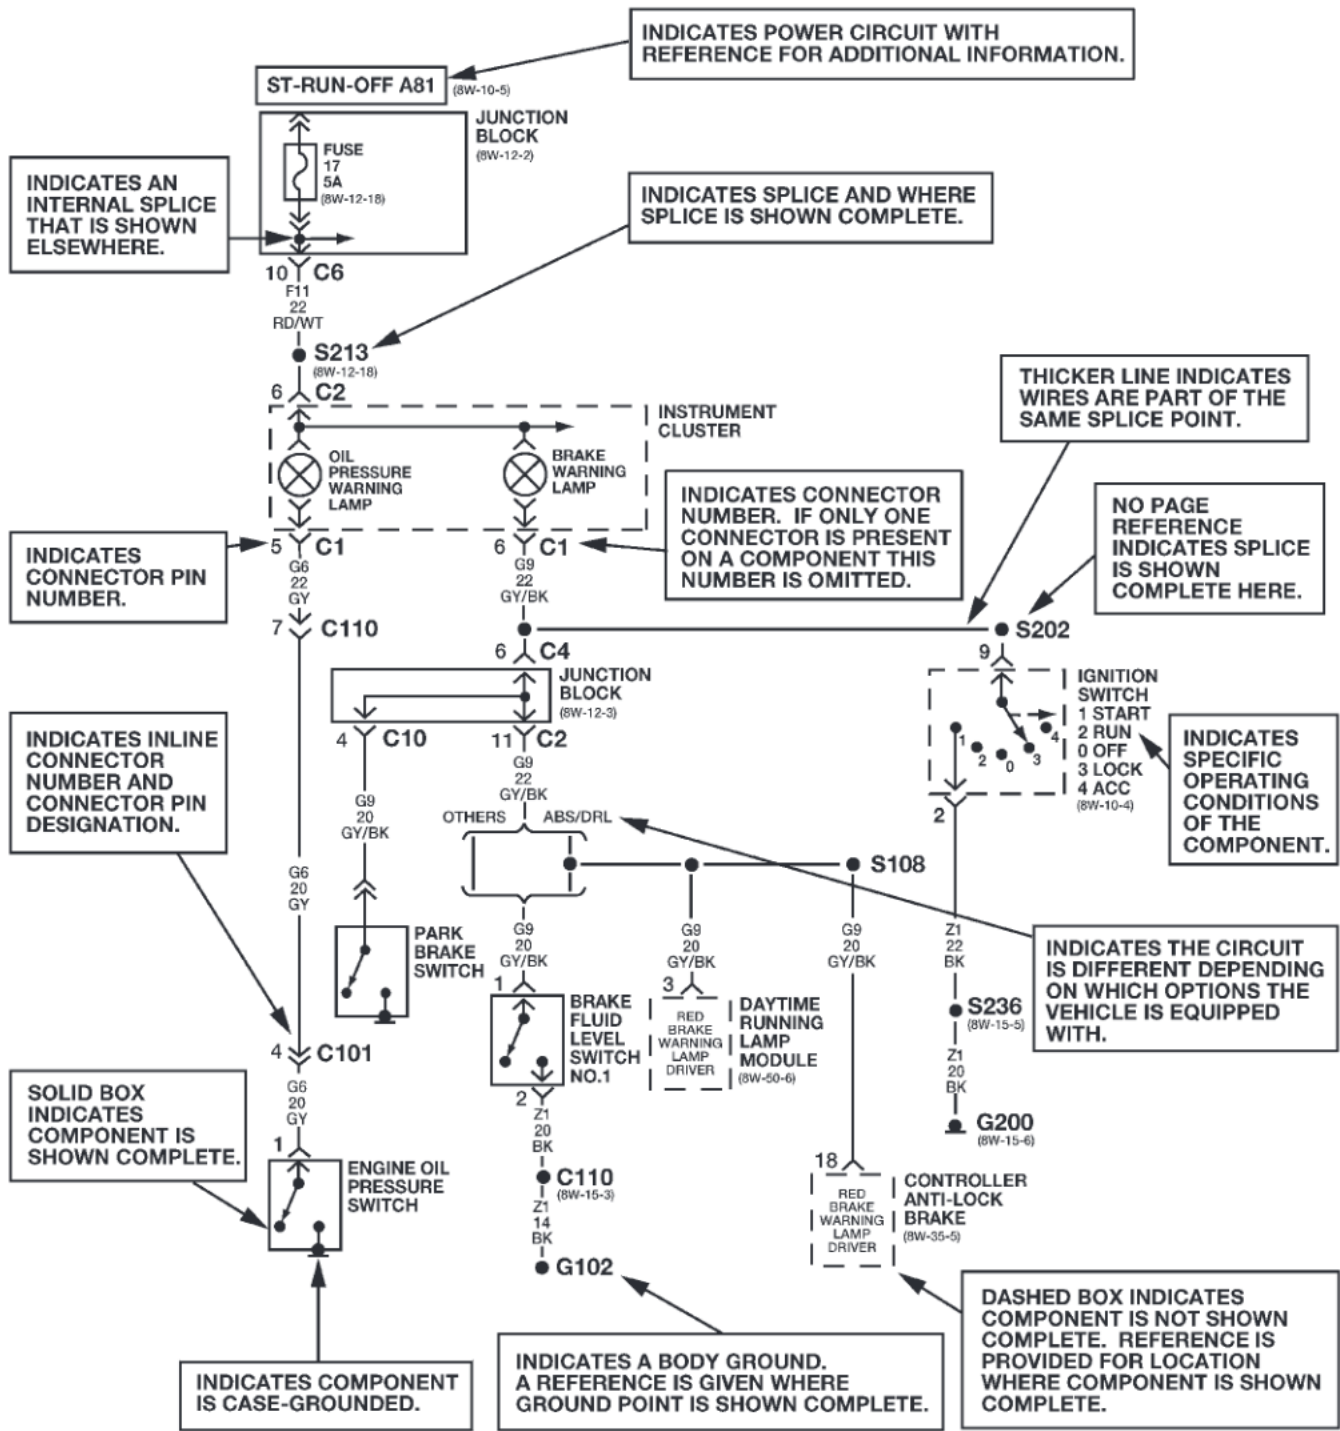 INDICATES POWER CIRCUIT WITH
REFERENCE FOR ADDITIONAL INFORMATION.
ST-RUN-OFF A81
(8W-10-5)
JUNCTION
BLOCK
(8W-12-2)
FUSE
17
5A
(8W-12-18)
INDICATES AN
INTERNAL SPLICE
THAT IS SHOWN
ELSEWHERE.
INDICATES SPLICE AND WHERE
SPLICE IS SHOWN COMPLETE.
10 C6
F11
22
RD/WT
S213
(8W-12-18)
6 C2
INSTRUMENT
CLUSTER
OIL
PRESSURE
WARNING
LAMP
BRAKE
WARNING
LAMP
THICKER LINE INDICATES
WIRES ARE PART OF THE
SAME SPLICE POINT.
INDICATES CONNECTOR
NUMBER. IF ONLY ONE
CONNECTOR IS PRESENT
ON A COMPONENT THIS
NUMBER IS OMITTED.
NO PAGE
REFERENCE
INDICATES SPLICE
IS SHOWN
COMPLETE HERE.
INDICATES
CONNECTOR PIN
NUMBER.
5 C1
G6
22
GY
6 C1
G9
22
GY/BK
7 C110
S202
6 C4
JUNCTION
BLOCK
(8W-12-3)
9
IGNITION
SWITCH
1 START
2 RUN
0 OFF
3 LOCK
4 ACC
(8W-10-4)
1
2
0
3
4
INDICATES
SPECIFIC
OPERATING
CONDITIONS
OF THE
COMPONENT.
INDICATES INLINE
CONNECTOR
NUMBER AND
CONNECTOR PIN
DESIGNATION.
4 C10
11 C2
G9
22
GY/BK
G9
20
GY/BK
OTHERS ABS/DRL
2
S108
G6
20
GY
PARK
BRAKE
SWITCH
G9
20
GY/BK
G9
20
GY/BK
G9
20
GY/BK
Z1
22
BK
INDICATES THE CIRCUIT
IS DIFFERENT DEPENDING
ON WHICH OPTIONS THE
VEHICLE IS EQUIPPED
WITH.
1
BRAKE
FLUID
LEVEL
SWITCH
NO.1
3
RED
BRAKE
WARNING
LAMP
DRIVER
DAYTIME
RUNNING
LAMP
MODULE
(8W-50-6)
S236
(8W-15-5)
Z1
20
BK
G200
(8W-15-6)
4 C101
G6
20
GY
SOLID BOX
INDICATES
COMPONENT IS
SHOWN COMPLETE.
1
ENGINE OIL
PRESSURE
SWITCH
2
Z1
20
BK
C110
(8W-15-3)
Z1
14
BK
G102
18
RED
BRAKE
WARNING
LAMP
DRIVER
CONTROLLER
ANTI-LOCK
BRAKE
(8W-35-5)
INDICATES COMPONENT
IS CASE-GROUNDED.
INDICATES A BODY GROUND.
A REFERENCE IS GIVEN WHERE
GROUND POINT IS SHOWN COMPLETE.
DASHED BOX INDICATES
COMPONENT IS NOT SHOWN
COMPLETE. REFERENCE IS
PROVIDED FOR LOCATION
WHERE COMPONENT IS SHOWN
COMPLETE.